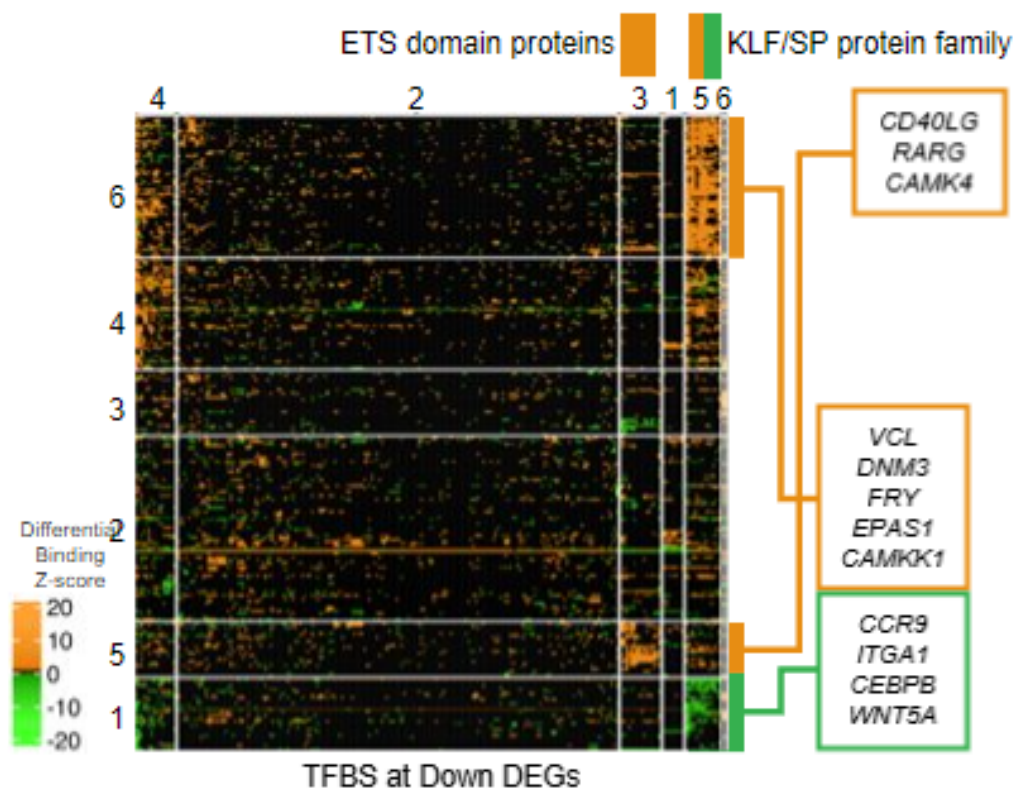 ETS domain proteins
KLF/SP protein family
4 2 3 1 5 6
6
4
3
2
5
1
CD40LG
RARG
CAMK4
VCL
DNM3
FRY
EPAS1
CAMKK1
CCR9
ITGA1
CEBPB
WNT5A
Differential
Binding
Z-score
20
10
0
-10
-20
TFBS at Down DEGs